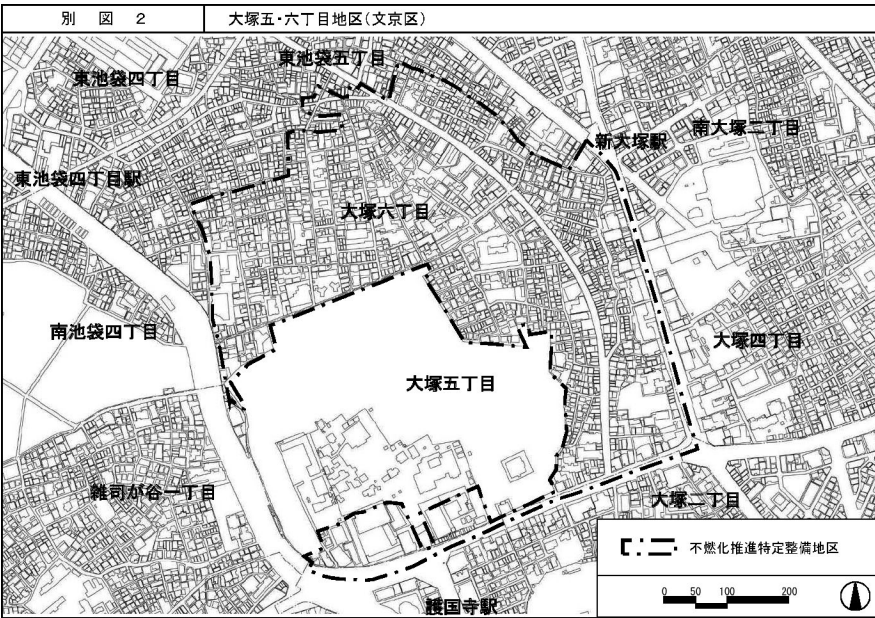 別 図 2
大塚五・六丁目地区(文京区)
東池袋五丁目
東池袋四丁目
新大塚駅
南大塚二丁目
東池袋四丁目駅
大塚六丁目
南池袋四丁目
大塚四丁目
大塚五丁目
雑司が谷一丁目
大塚二丁目
不燃化推進特定整備地区
0 50 100 200
護国寺駅